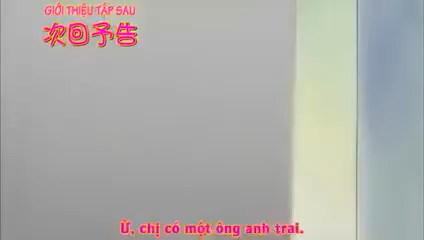 GIỚI THIỆU TẬP SAU
次回予告
Ừ, chị có một ông anh trai.